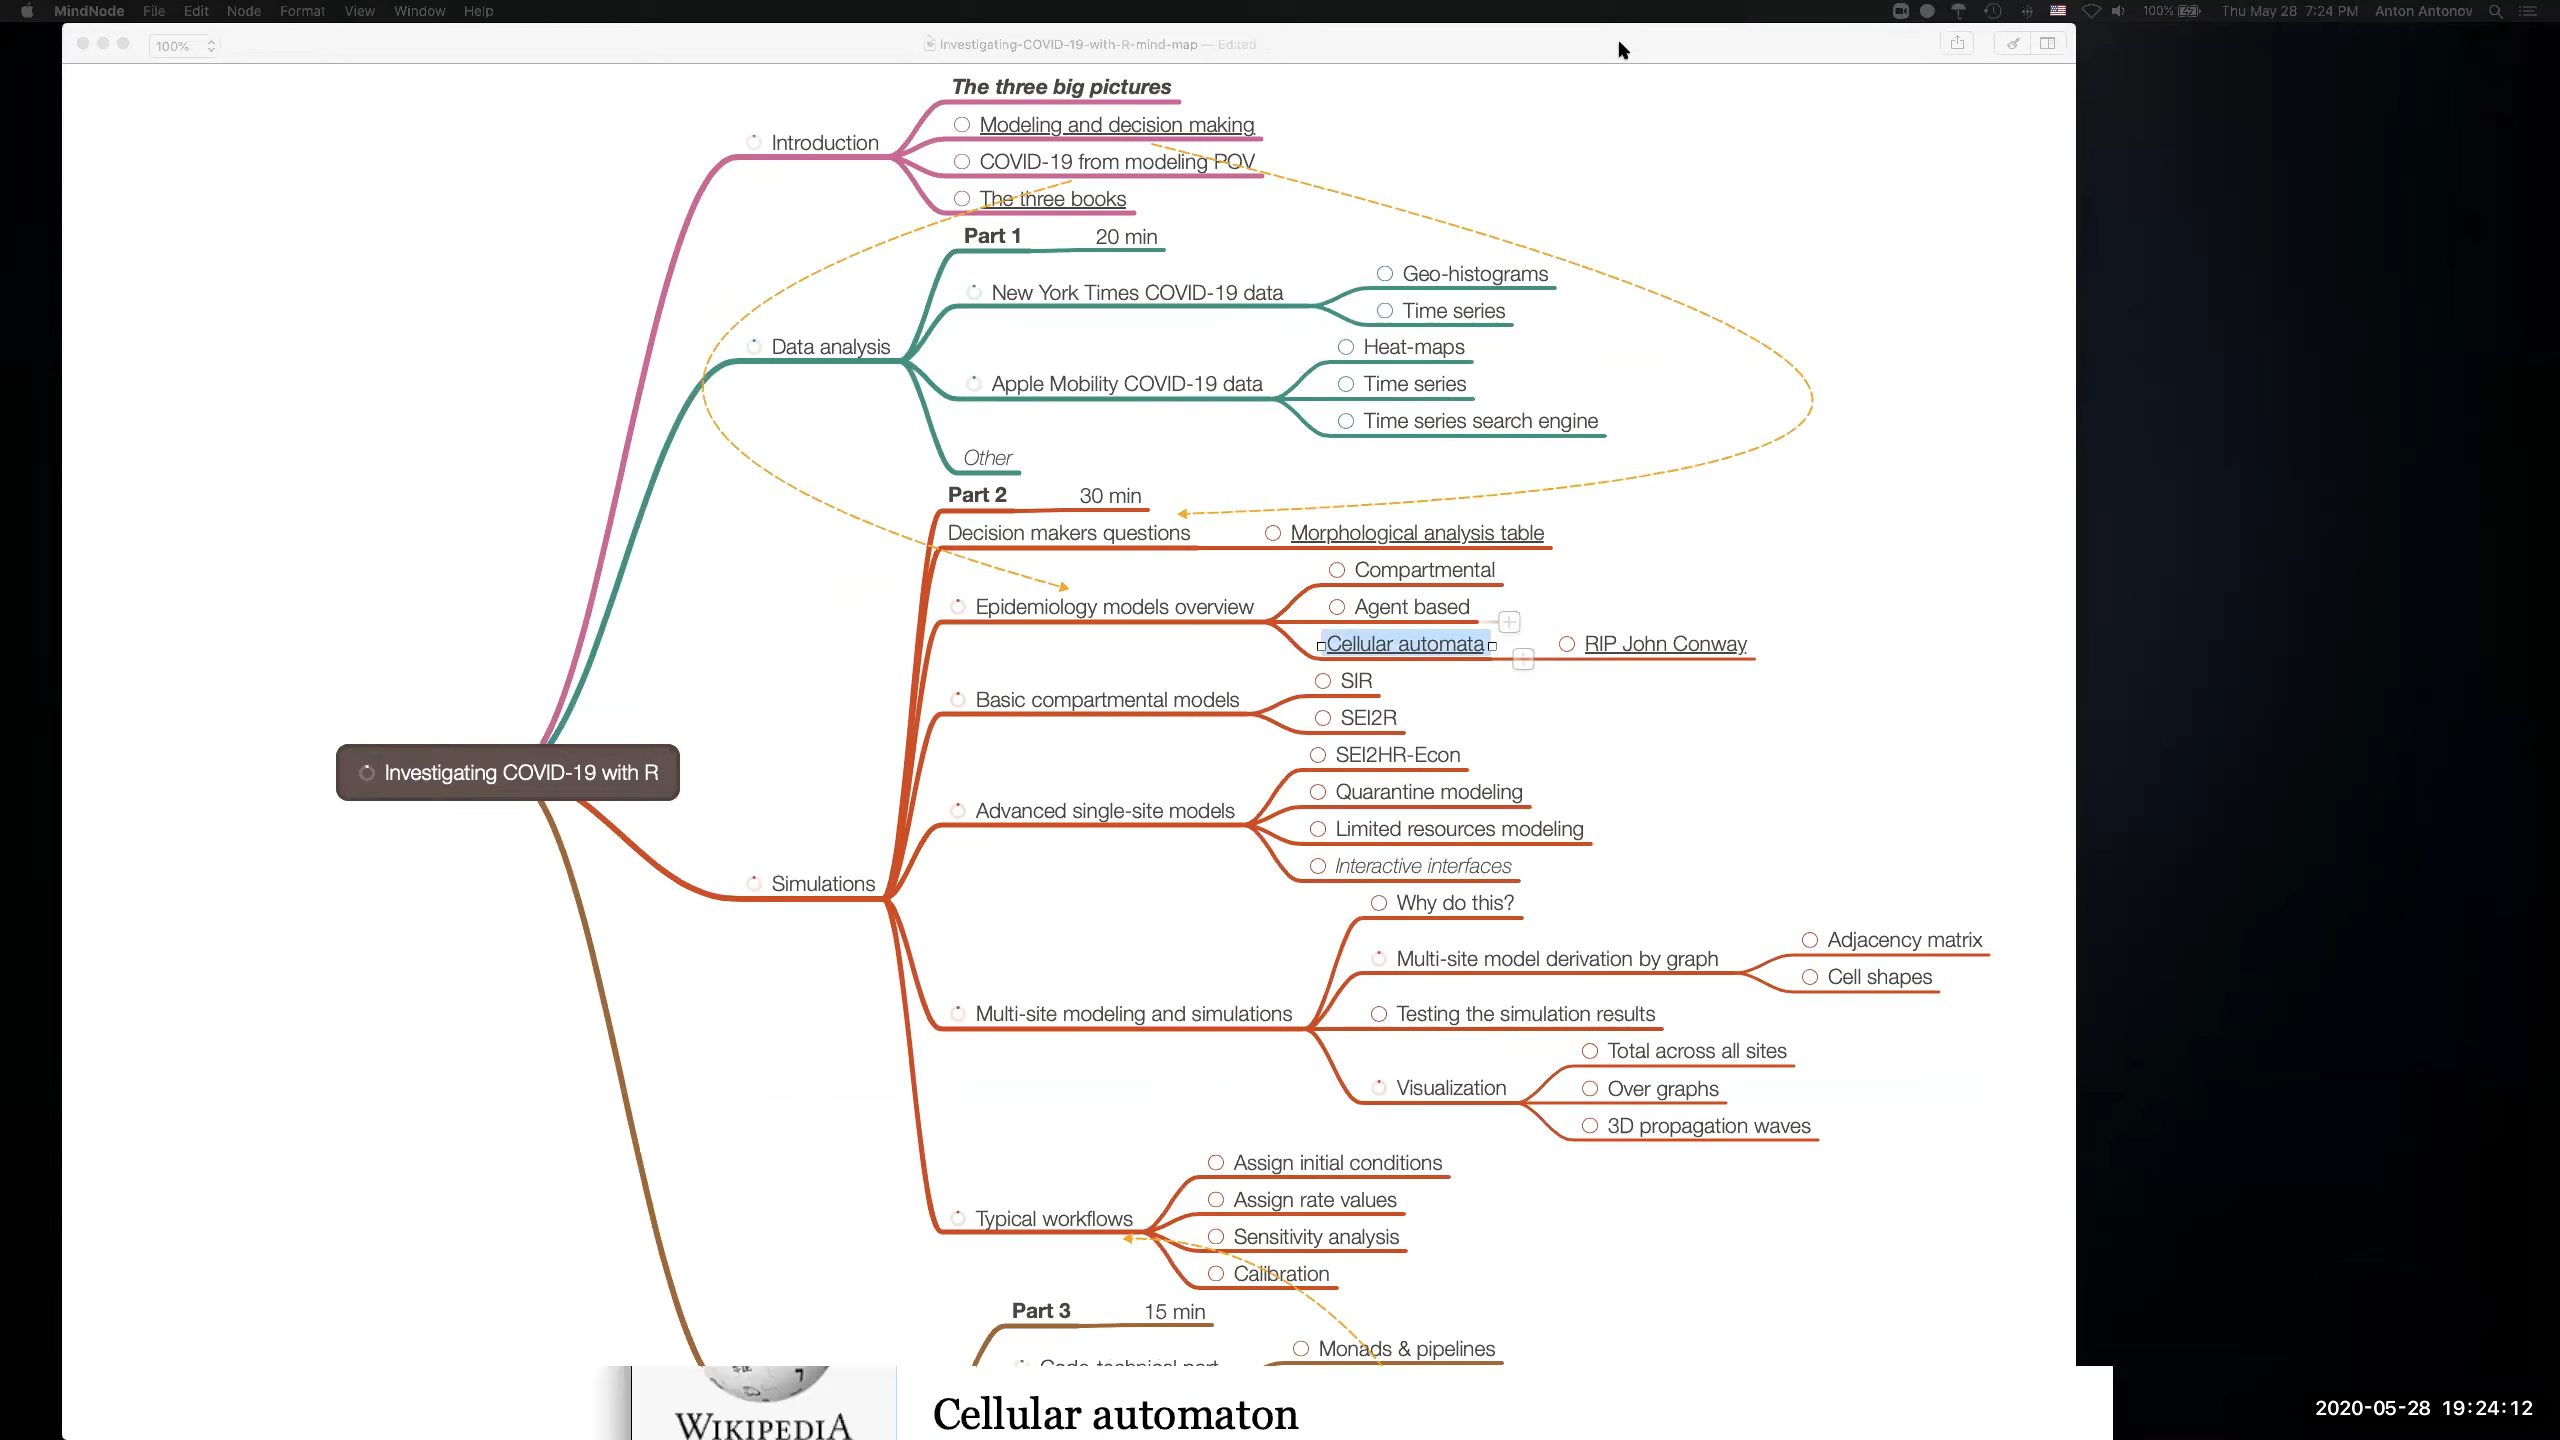 MindNode File Edit Node Format View Window Help
100% Thu May 28 7:24 PM Anton Antonov
100%
Investigating-COVID-19-with-R-mind-map — Edited
The three big pictures
Modeling and decision making
Introduction
COVID-19 from modeling POV
The three books
Part 1 20 min
Geo-histograms
New York Times COVID-19 data
Time series
Data analysis
Heat-maps
Apple Mobility COVID-19 data
Time series
Time series search engine
Other
Part 2 30 min
Decision makers questions
Morphological analysis table
Compartmental
Epidemiology models overview
Agent based
Cellular automata
RIP John Conway
SIR
Basic compartmental models
SEI2R
SEI2HR-Econ
Investigating COVID-19 with R
Quarantine modeling
Advanced single-site models
Limited resources modeling
Interactive interfaces
Simulations
Why do this?
Adjacency matrix
Multi-site model derivation by graph
Cell shapes
Multi-site modeling and simulations
Testing the simulation results
Total across all sites
Visualization
Over graphs
3D propagation waves
Assign initial conditions
Assign rate values
Typical workflows
Sensitivity analysis
Calibration
Part 3 15 min
Monads & pipelines
Code-technical part
WIKIPEDIA
Cellular automaton
2020-05-28 19:24:12